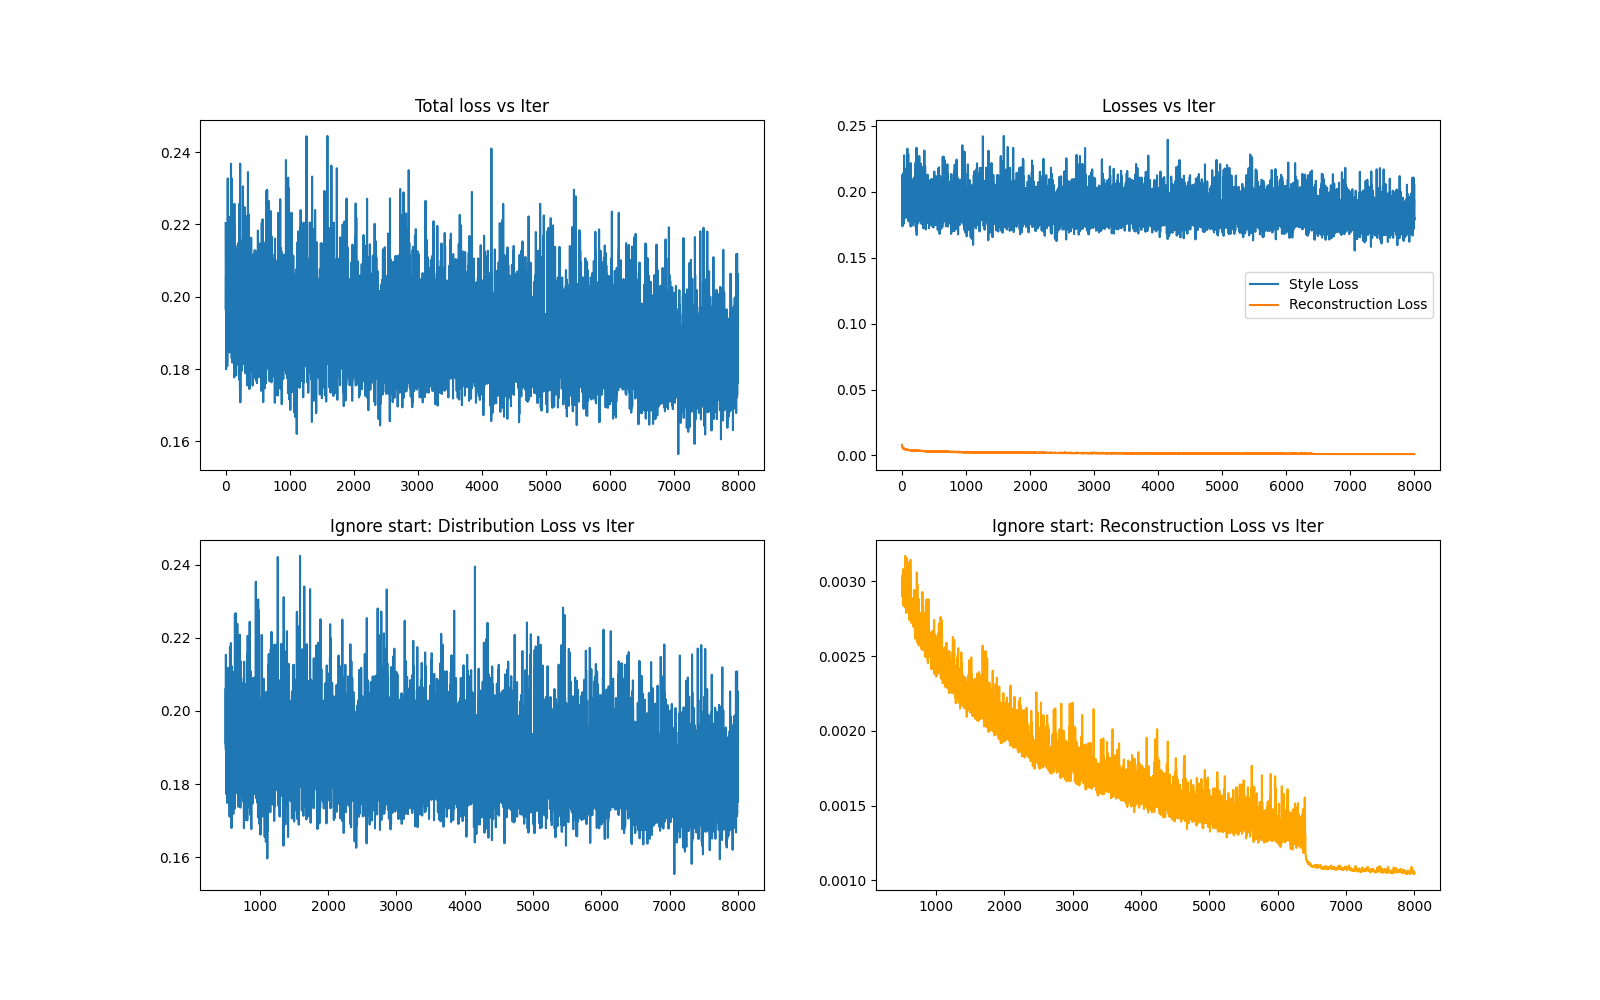 Total loss vs Iter
0.24
0.22
0.20
0.18
0.16
0 1000 2000 3000 4000 5000 6000 7000 8000
Losses vs Iter
0.25
0.20
0.15
0.10
0.05
0.00
Style Loss
Reconstruction Loss
0 1000 2000 3000 4000 5000 6000 7000 8000
Ignore start: Distribution Loss vs Iter
0.24
0.22
0.20
0.18
0.16
1000 2000 3000 4000 5000 6000 7000 8000
Ignore start: Reconstruction Loss vs Iter
0.0030
0.0025
0.0020
0.0015
0.0010
1000 2000 3000 4000 5000 6000 7000 8000